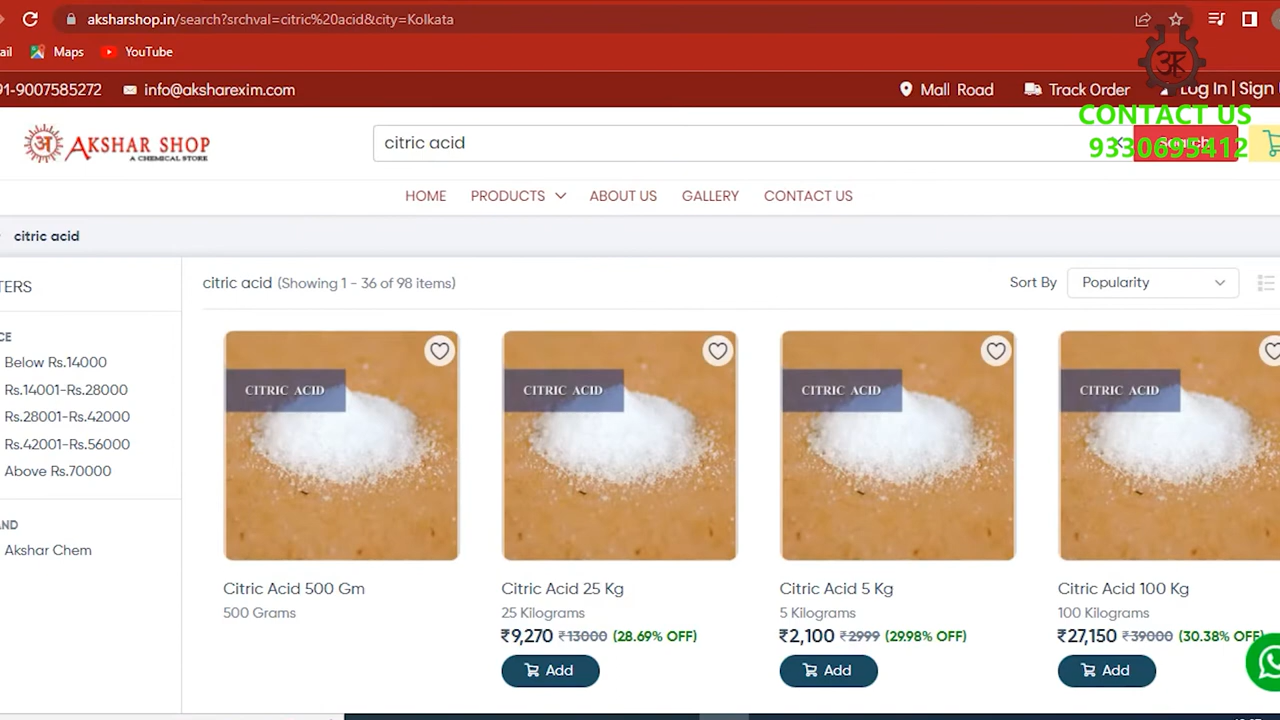 aksharshop.in/search?srchval=citric%20acid&city=Kolkata
ail Maps YouTube
91-9007585272 info@aksharexim.com Mall Road Track Order Log In | Sign
CONTACT US
9330695412
AKSHAR SHOP
A CHEMICAL STORE
citric acid
HOME PRODUCTS ABOUT US GALLERY CONTACT US
citric acid
TERS
citric acid (Showing 1 - 36 of 98 items) Sort By Popularity
CE
Below Rs.14000
Rs.14001-Rs.28000
Rs.28001-Rs.42000
Rs.42001-Rs.56000
Above Rs.70000
AND
Akshar Chem
CITRIC ACID CITRIC ACID CITRIC ACID CITRIC ACID
Citric Acid 500 Gm Citric Acid 25 Kg Citric Acid 5 Kg Citric Acid 100 Kg
500 Grams 25 Kilograms 5 Kilograms 100 Kilograms
₹9,270 ₹13000 (28.69% OFF) ₹2,100 ₹2999 (29.98% OFF) ₹27,150 ₹39000 (30.38% OFF)
Add Add Add